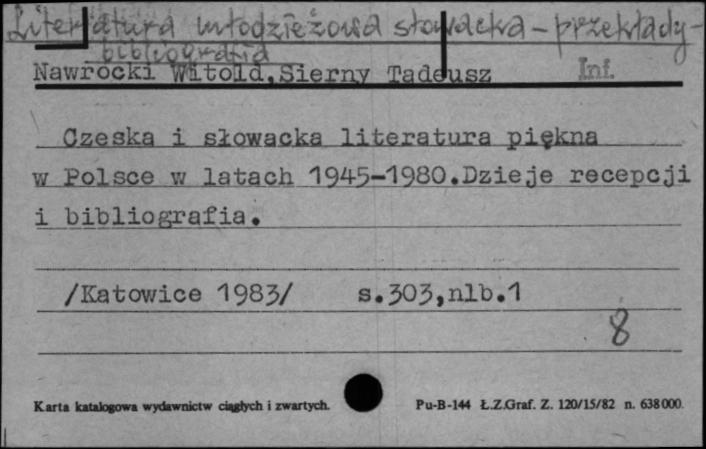 Literatura młodzieżowa słowacka - przekłady -
bibliografia
Nawrocki Witold,Sierny Tadeusz Inf.
Czeska i słowacka literatura piękna
w Polsce w latach 1945-1980.Dzieje recepcji
i bibliografia.
/Katowice 1983/ s.303,nlb.1
8
Karta katalogowa wydawnictw ciągłych i zwartych. Pu-B-144 Ł.Z.Graf. Z. 120/15/82 n. 638000.